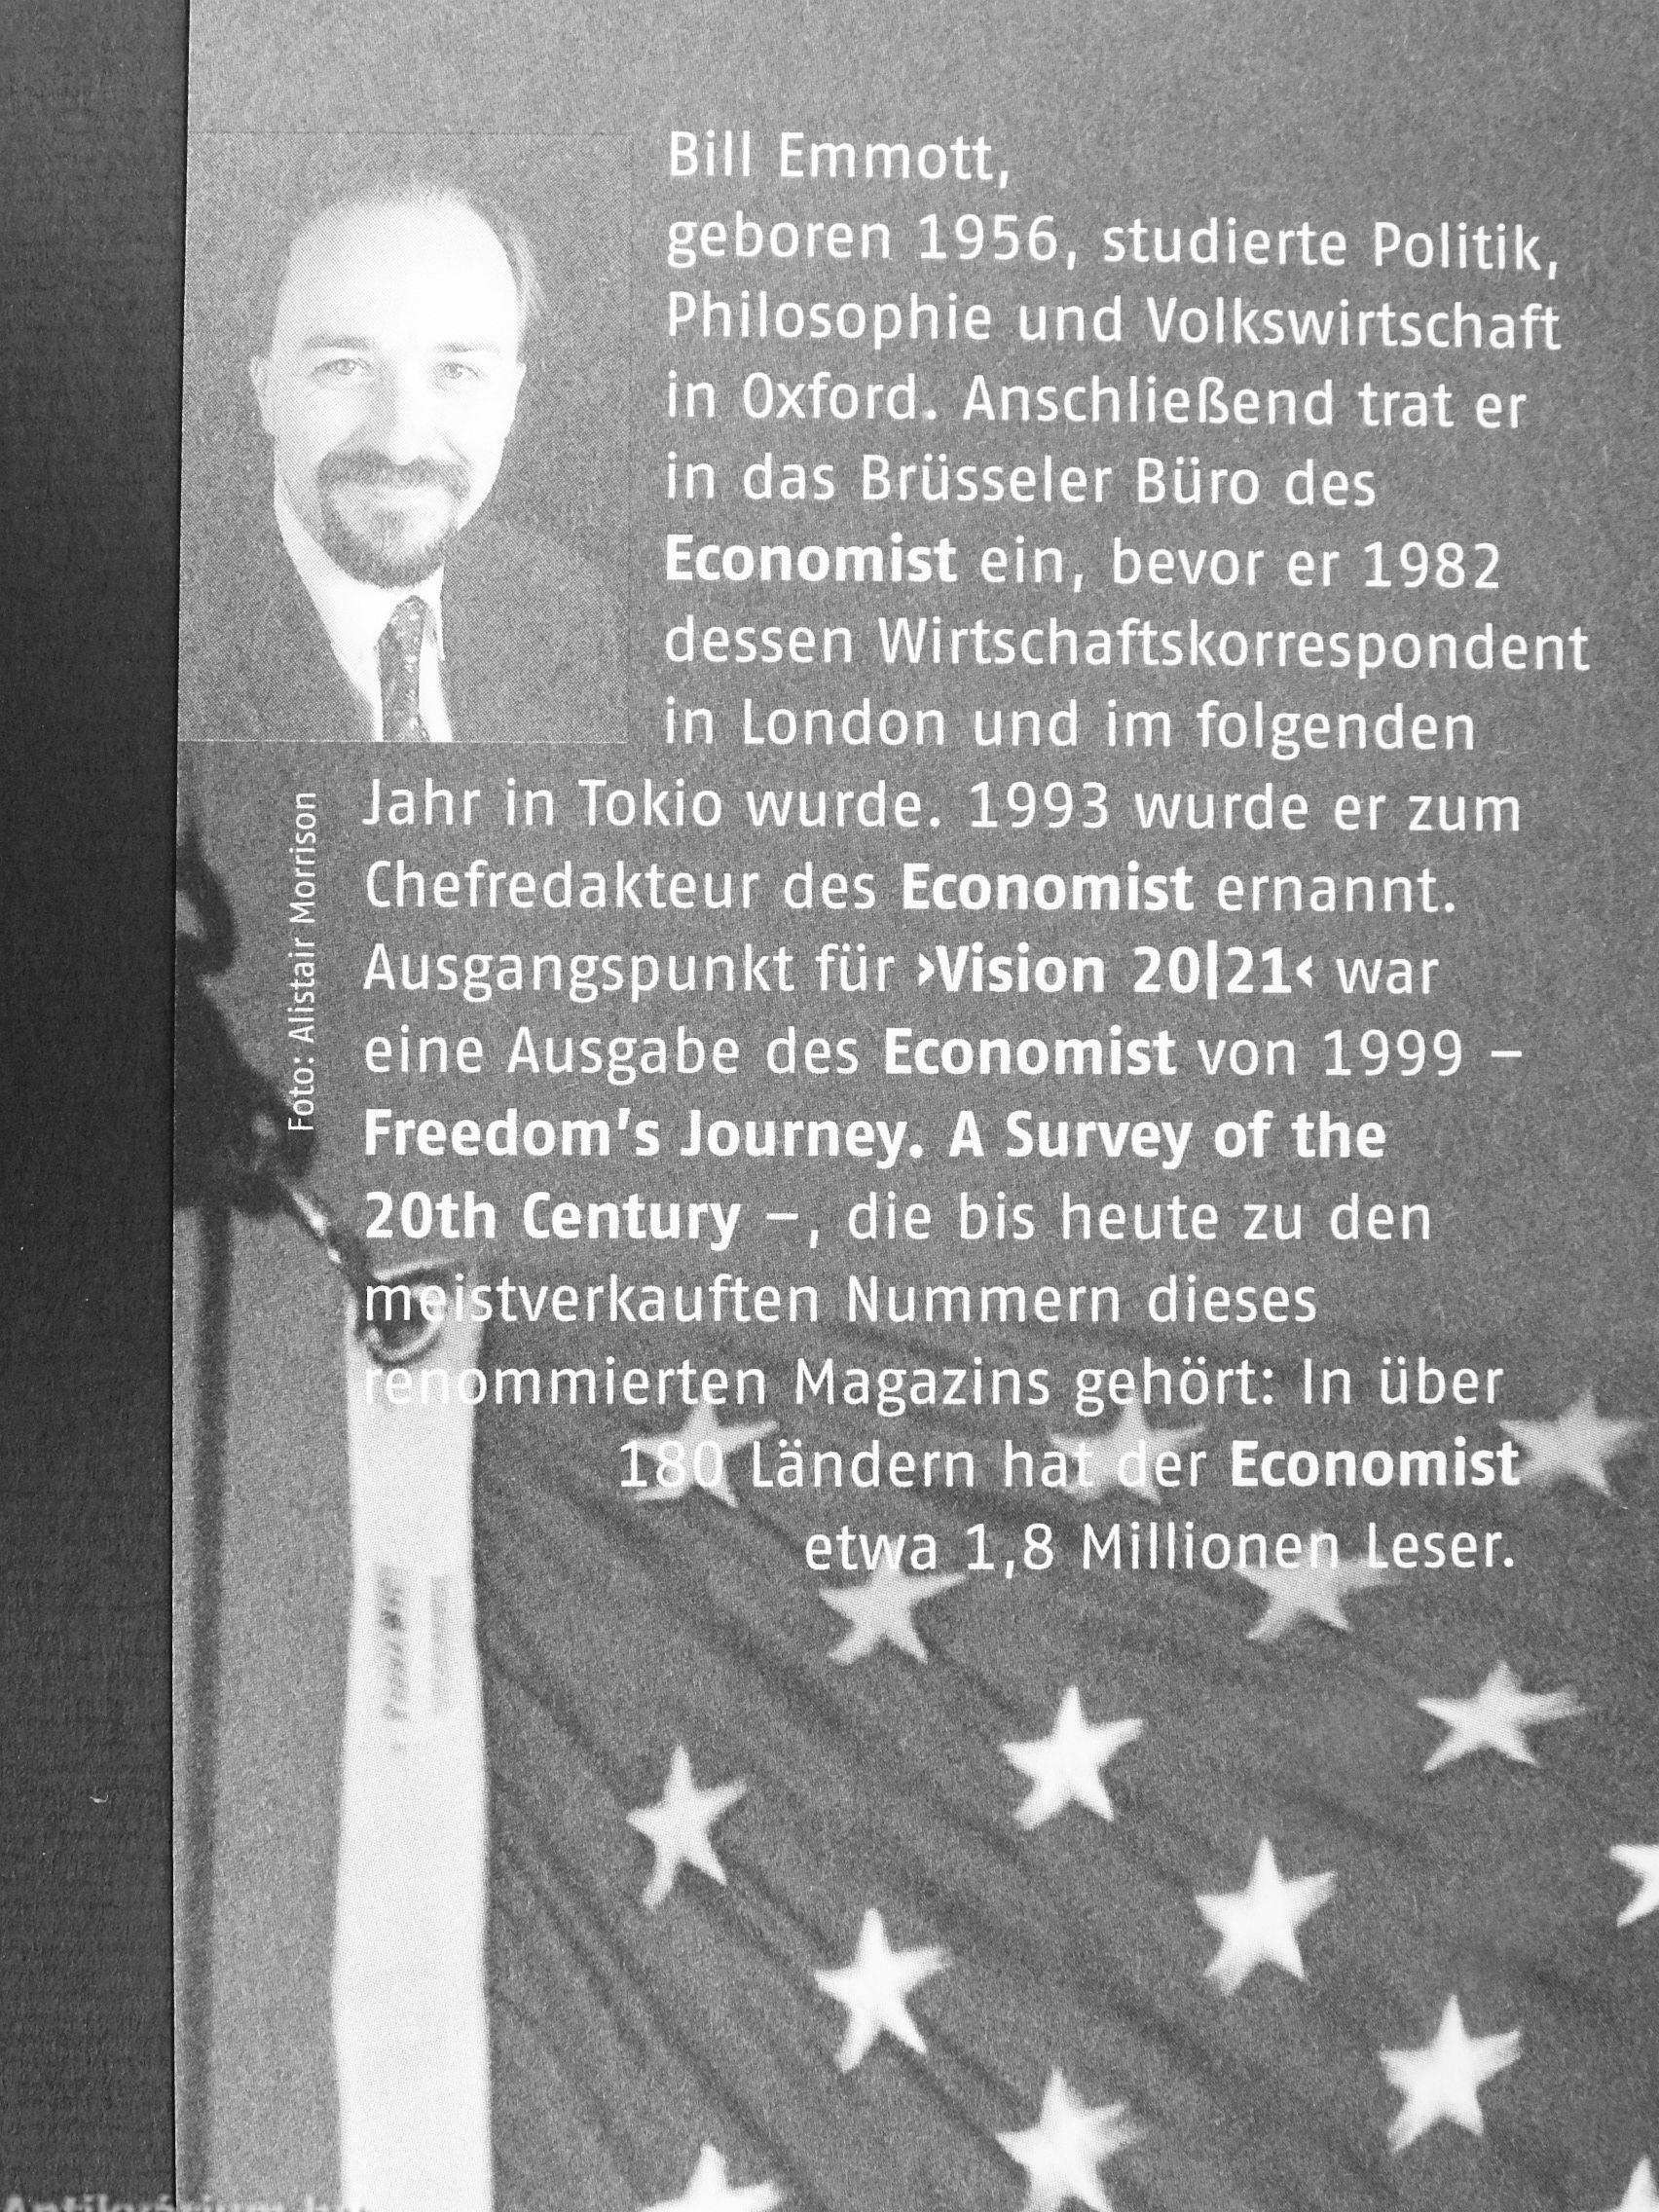 Bill Emmott,
geboren 1956, studierte Politik,
Philosophie und Volkswirtschaft
in Oxford. Anschließend trat er
in das Brüsseler Büro des
Economist ein, bevor er 1982
dessen Wirtschaftskorrespondent
in London und im folgenden
Jahr in Tokio wurde. 1993 wurde er zum
Chefredakteur des Economist ernannt.
Ausgangspunkt für ›Vision 20|21‹ war
eine Ausgabe des Economist von 1999 –
Freedom's Journey. A Survey of the
20th Century –, die bis heute zu den
meistverkauften Nummern dieses
renommierten Magazins gehört: In über
180 Ländern hat der Economist
etwa 1,8 Millionen Leser.
Foto: Alistair Morrison